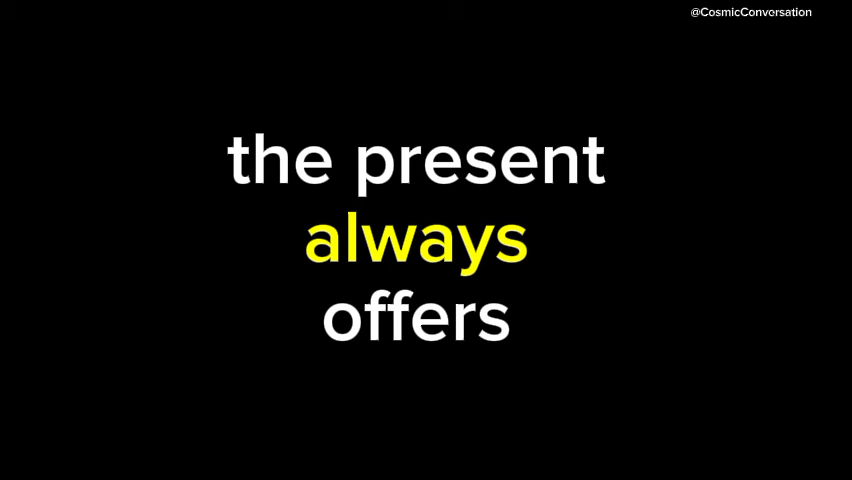 @CosmicConversation
the present
always
offers